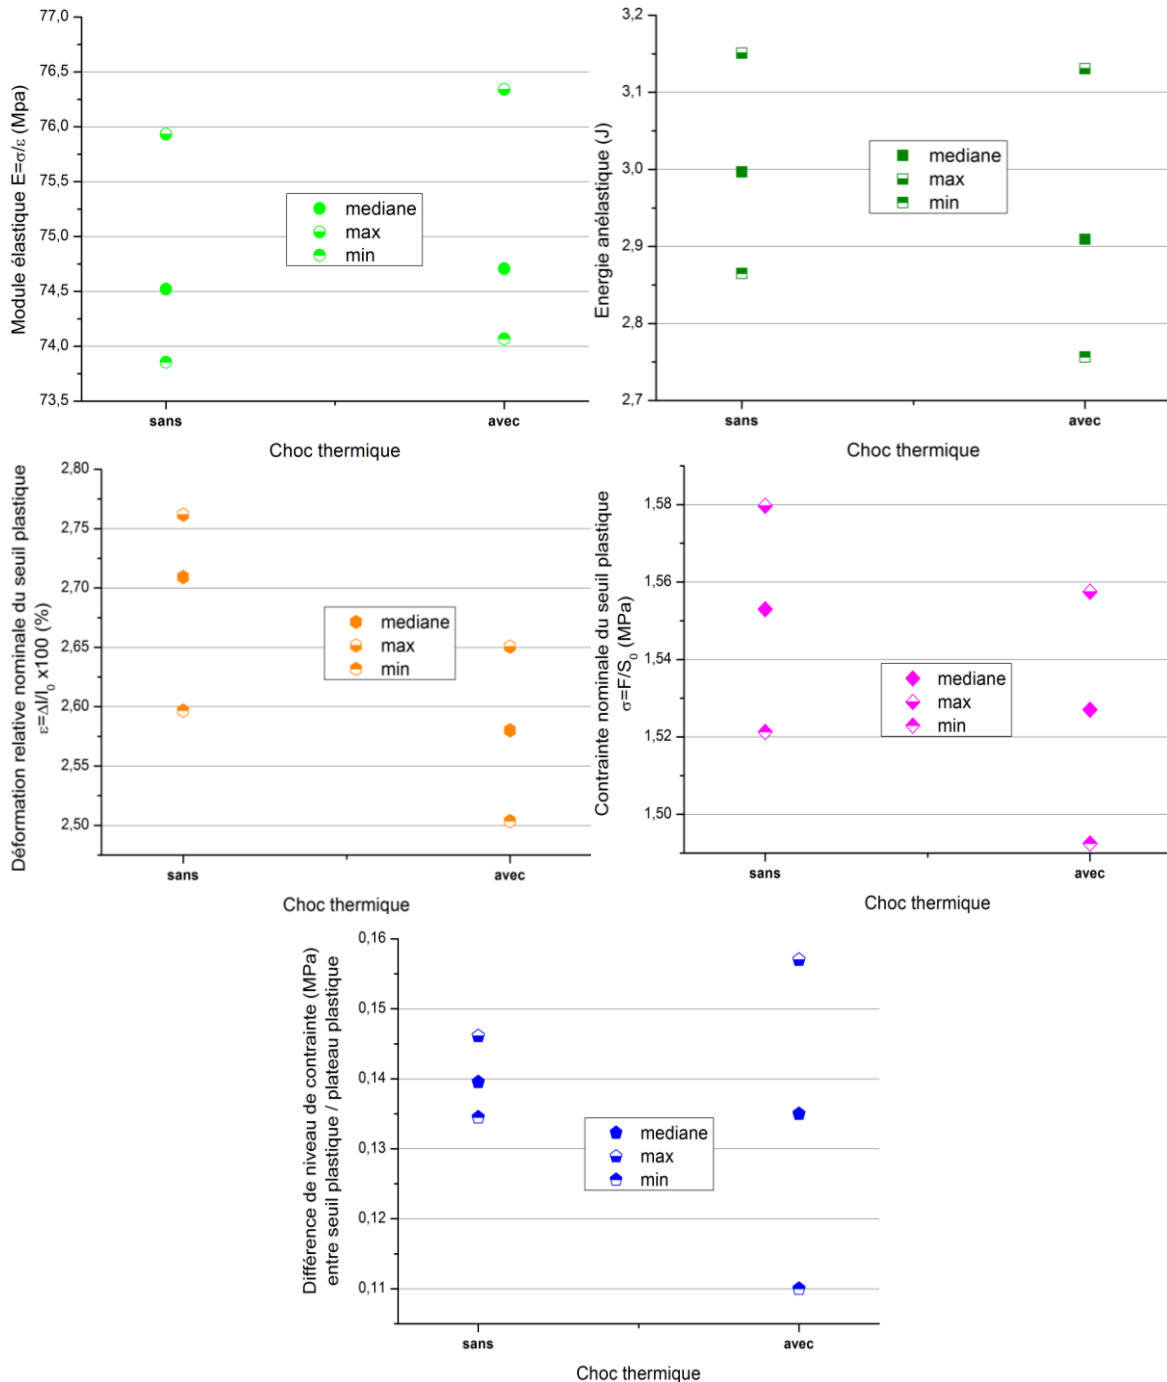 Module élastique E=σ/ε (Mpa)
77,0
76,5
76,0
75,5
75,0
74,5
74,0
73,5
mediane
max
min
sans
avec
Choc thermique
Energie anélastique (J)
3,2
3,1
3,0
2,9
2,8
2,7
mediane
max
min
sans
avec
Choc thermique
Déformation relative nominale du seuil plastique
ε=Δl/l₀ x100 (%)
2,80
2,75
2,70
2,65
2,60
2,55
2,50
mediane
max
min
sans
avec
Choc thermique
Contrainte nominale du seuil plastique
σ=F/S₀ (MPa)
1,58
1,56
1,54
1,52
1,50
mediane
max
min
sans
avec
Choc thermique
Différence de niveau de contrainte (MPa)
entre seuil plastique / plateau plastique
0,16
0,15
0,14
0,13
0,12
0,11
mediane
max
min
sans
avec
Choc thermique